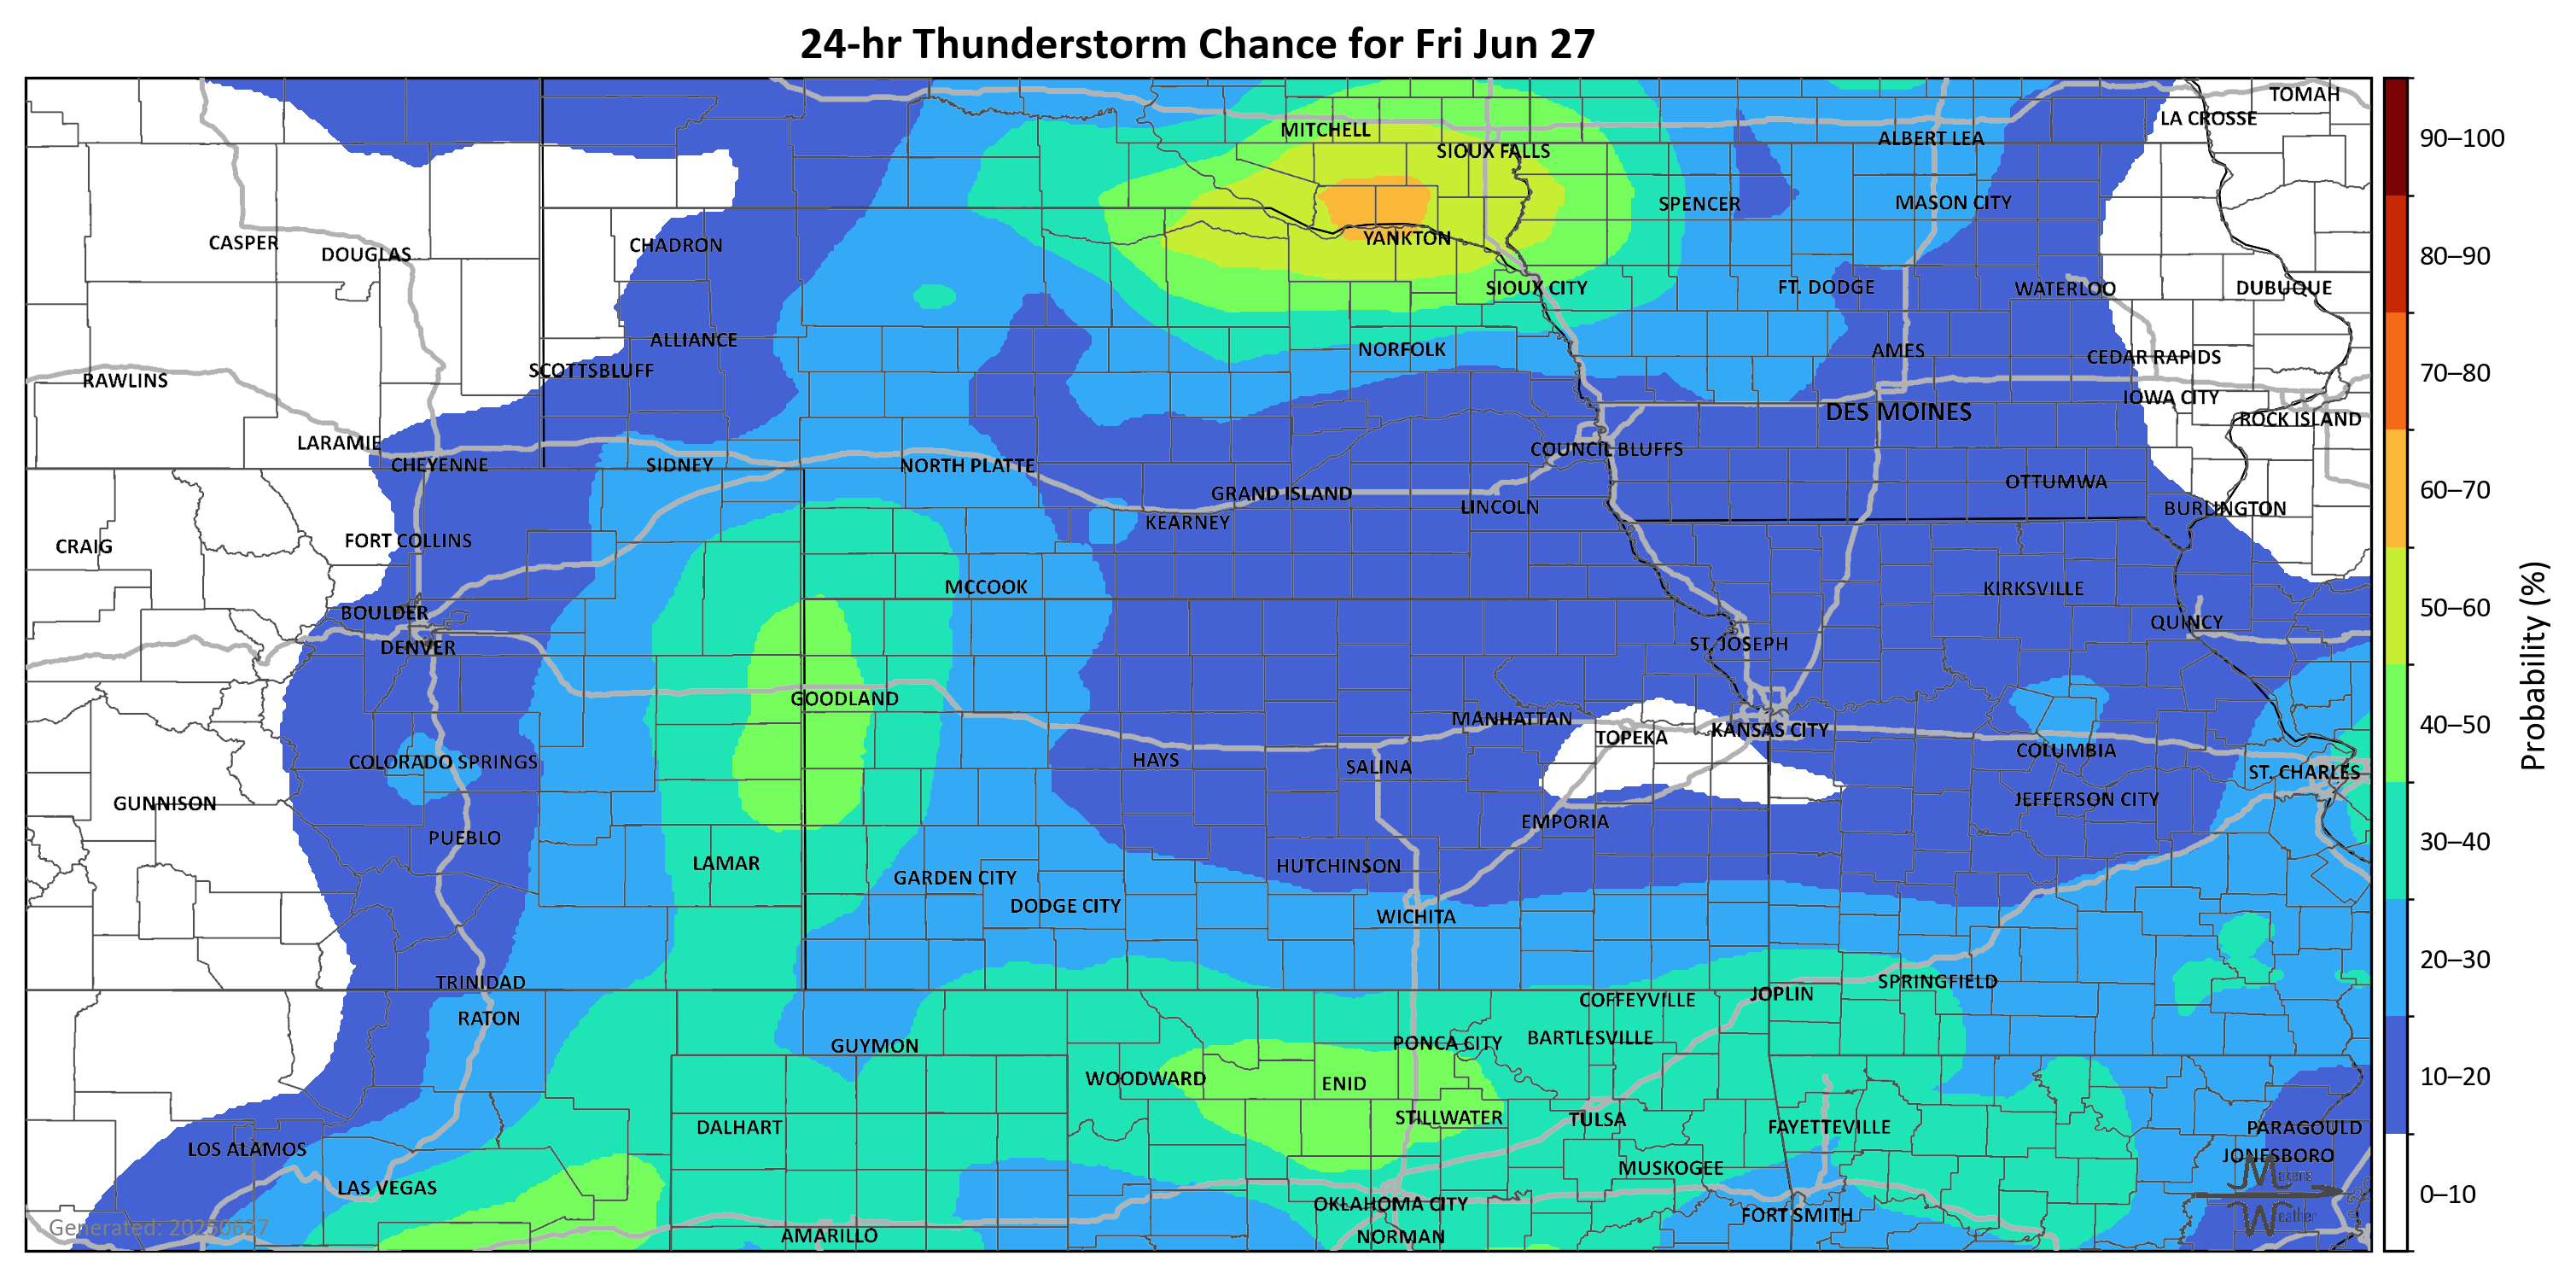 24-hr Thunderstorm Chance for Fri Jun 27
TOMAH
LA CROSSE
MITCHELL
ALBERT LEA
SIOUX FALLS
SPENCER
MASON CITY
CASPER
DOUGLAS
CHADRON
YANKTON
SIOUX CITY
FT. DODGE
WATERLOO
DUBUQUE
ALLIANCE
NORFOLK
AMES
CEDAR RAPIDS
RAWLINS
SCOTTSBLUFF
IOWA CITY
DES MOINES
ROCK ISLAND
LARAMIE
COUNCIL BLUFFS
CHEYENNE
SIDNEY
NORTH PLATTE
OTTUMWA
GRAND ISLAND
LINCOLN
BURLINGTON
KEARNEY
CRAIG
FORT COLLINS
MCCOOK
KIRKSVILLE
BOULDER
QUINCY
DENVER
ST. JOSEPH
GOODLAND
MANHATTAN
TOPEKA
KANSAS CITY
COLUMBIA
COLORADO SPRINGS
HAYS
SALINA
ST. CHARLES
GUNNISON
JEFFERSON CITY
EMPORIA
PUEBLO
LAMAR
HUTCHINSON
GARDEN CITY
DODGE CITY
WICHITA
TRINIDAD
SPRINGFIELD
JOPLIN
COFFEYVILLE
RATON
GUYMON
PONCA CITY
BARTLESVILLE
WOODWARD
ENID
STILLWATER
TULSA
DALHART
FAYETTEVILLE
PARAGOULD
LOS ALAMOS
JONESBORO
MUSKOGEE
LAS VEGAS
OKLAHOMA CITY
FORT SMITH
AMARILLO
NORMAN
Generated: 20250627
Mekens
Weather
90–100
80–90
70–80
60–70
50–60
40–50
30–40
20–30
10–20
0–10
Probability (%)